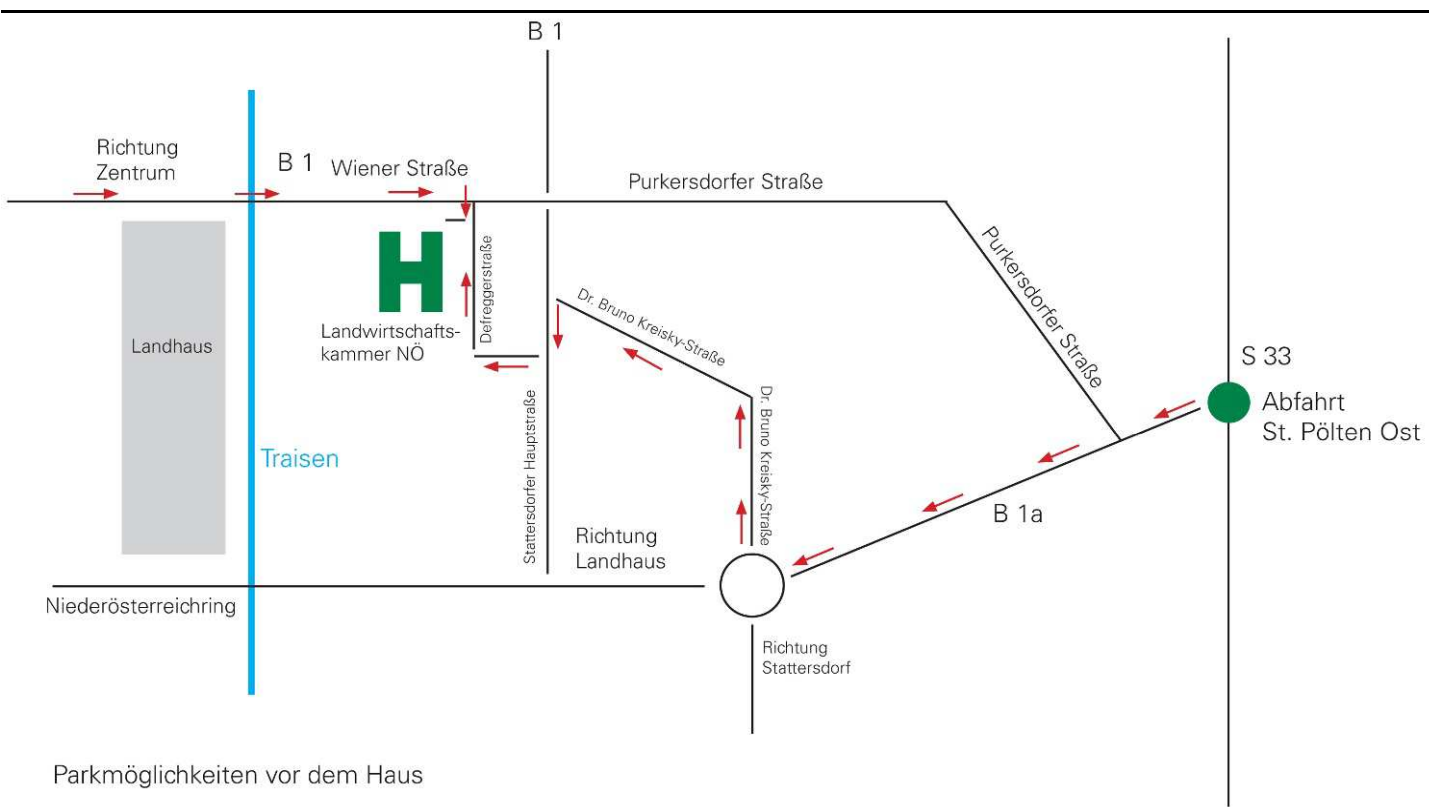 B 1
Richtung
Zentrum
B 1
Wiener Straße
Purkersdorfer Straße
Purkersdorfer Straße
Defreggerstraße
Dr. Bruno Kreisky-Straße
Landwirtschafts-
kammer NÖ
Landhaus
S 33
Abfahrt
St. Pölten Ost
Dr. Bruno Kreisky-Straße
Stattersdorfer Hauptstraße
Traisen
B 1a
Richtung
Landhaus
Niederösterreichring
Richtung
Stattersdorf
Parkmöglichkeiten vor dem Haus